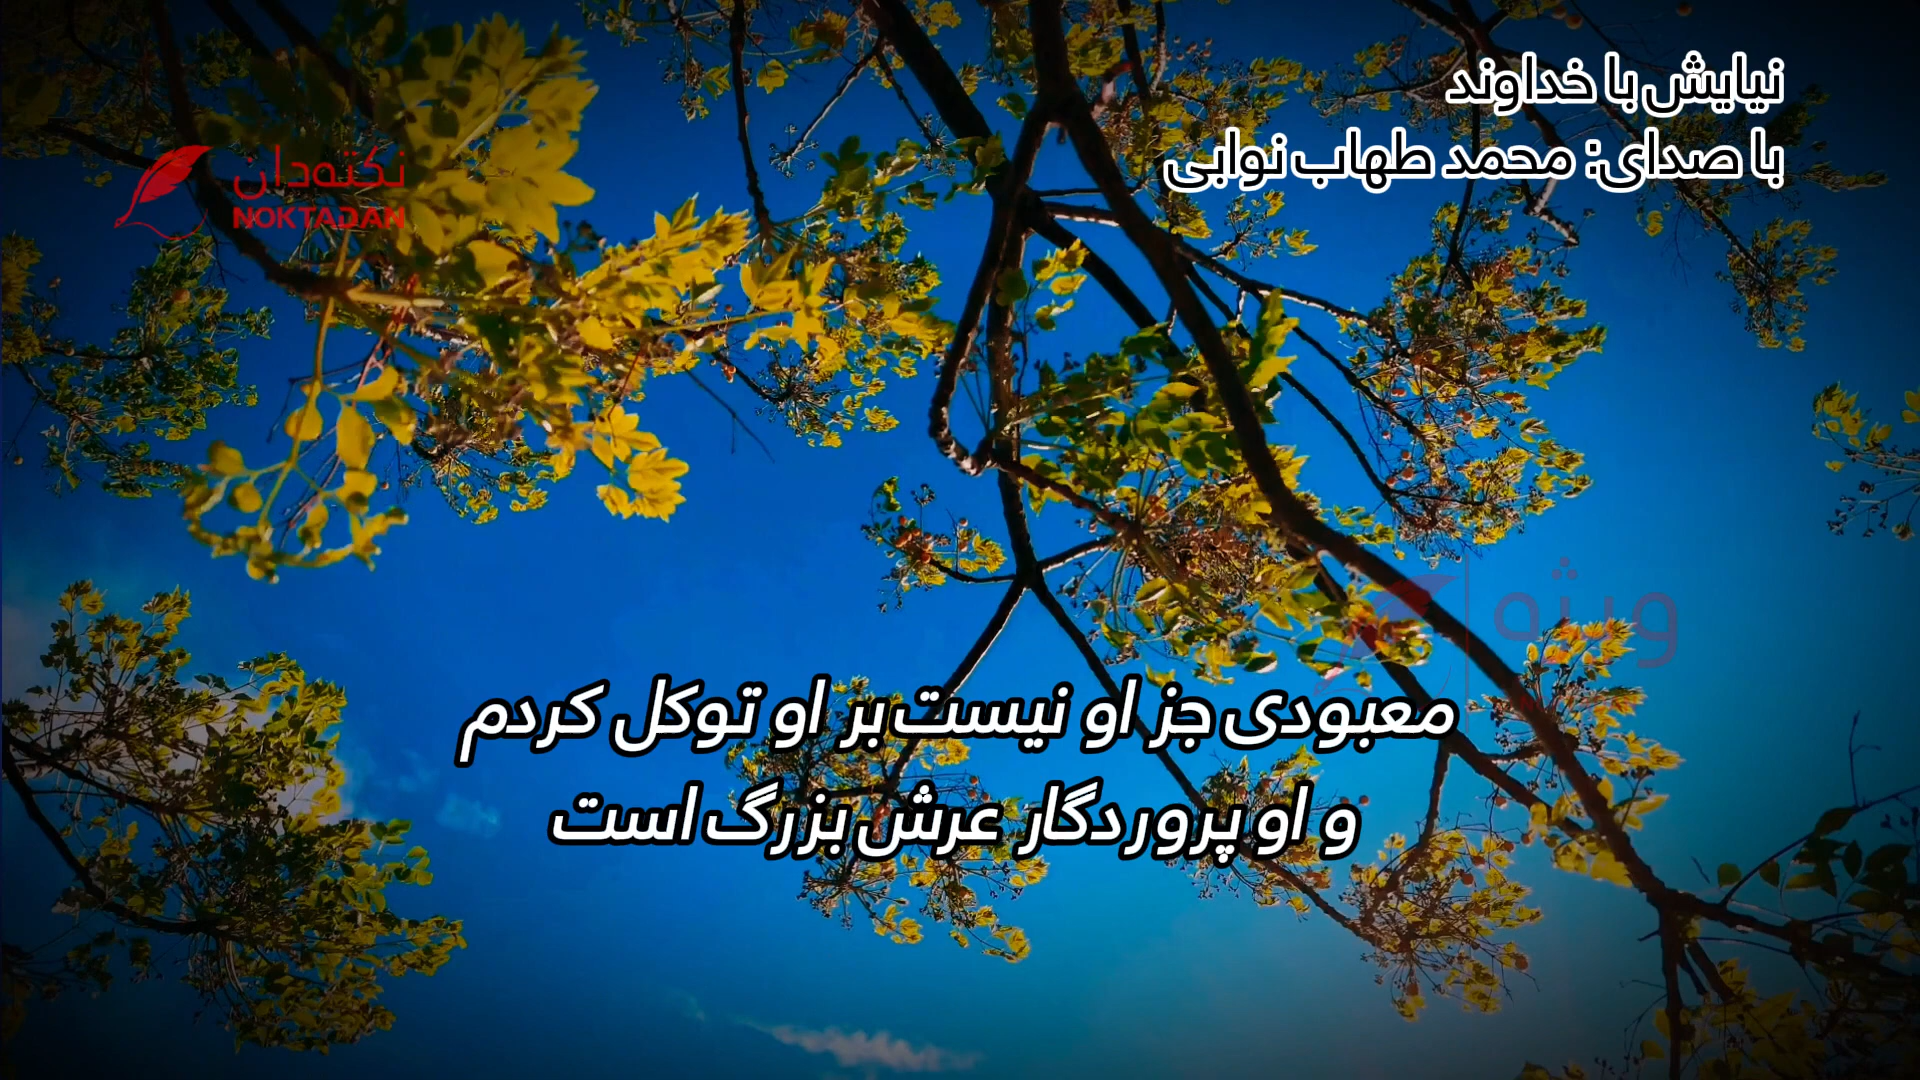 نیایش با خداوند
با صدای: محمد طهاب نوابی
نکته‌دان
NOKTADAN
ویژه
معبودی جز او نیست بر او توکل کردم
و او پروردگار عرش بزرگ است